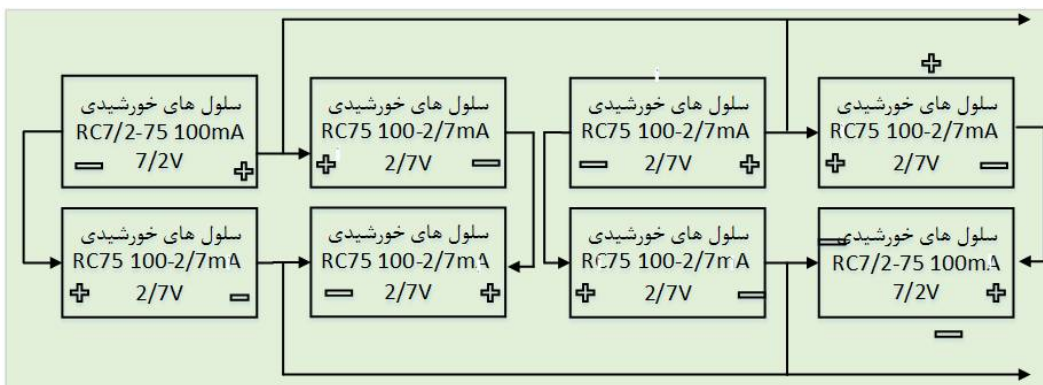 سلول های خورشیدی
RC7/2-75 100mA
7/2V
سلول های خورشیدی
RC75 100-2/7mA
2/7V
سلول های خورشیدی
RC75 100-2/7mA
2/7V
سلول های خورشیدی
RC75 100-2/7mA
2/7V
سلول های خورشیدی
RC75 100-2/7mA
2/7V
سلول های خورشیدی
RC75 100-2/7mA
2/7V
سلول های خورشیدی
RC75 100-2/7mA
2/7V
سلول های خورشیدی
RC7/2-75 100mA
7/2V